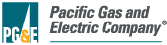 PG&E
Pacific Gas and
Electric Company®